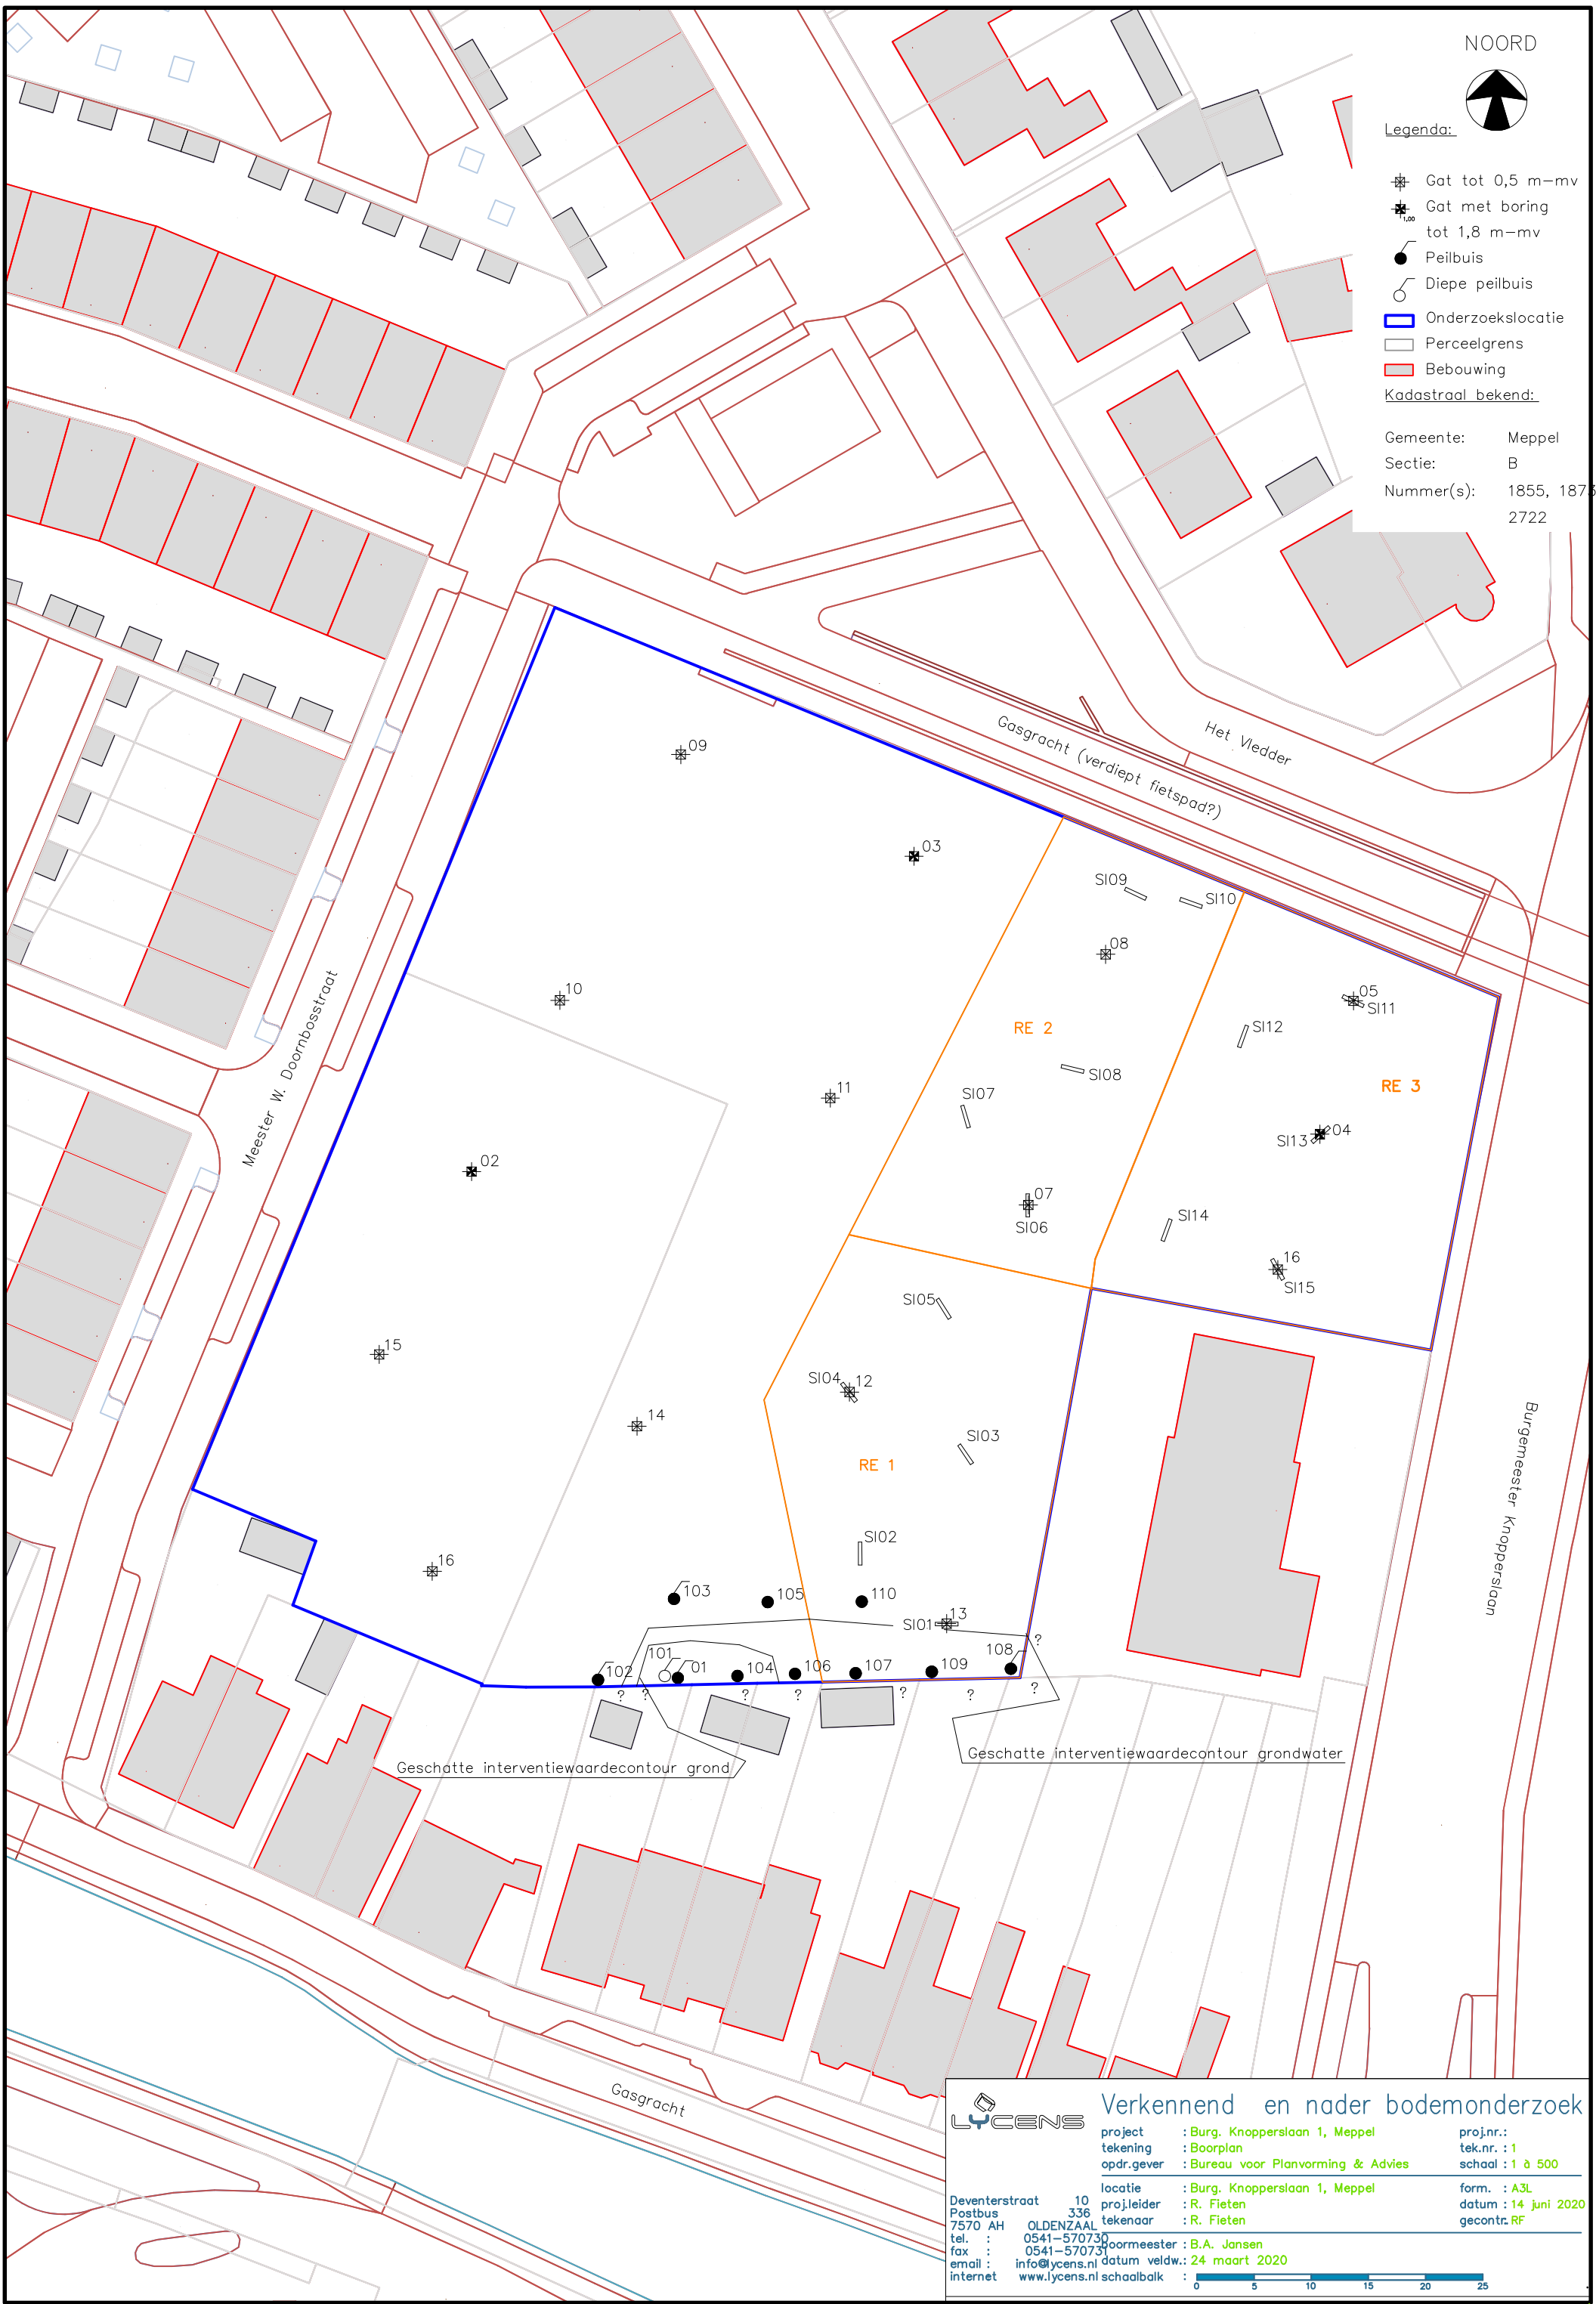 NOORD
Legenda:
Gat tot 0,5 m-mv
Gat met boring
1,00
tot 1,8 m-mv
Peilbuis
Diepe peilbuis
Onderzoekslocatie
Perceelgrens
Bebouwing
Kadastraal bekend:
Gemeente: Meppel
Sectie: B
Nummer(s): 1855, 1873
2722
Gasgracht (verdiept fietspad?)
Het Vledder
09
03
SI09
SI10
08
10
05
SI11
RE 2
SI12
SI08
RE 3
11
SI07
Meester W. Doornbosstraat
SI13
04
02
07
SI06
SI14
16
SI15
SI05
15
SI04
12
14
SI03
Burgemeester Knopperslaan
RE 1
SI02
16
103
105
110
SI01
13
?
108
102
101
01
104
106
107
109
?
?
?
?
?
?
?
Geschatte interventiewaardecontour grondwater
Geschatte interventiewaardecontour grond
Gasgracht
LYCENS
Verkennend en nader bodemonderzoek
project : Burg. Knopperslaan 1, Meppel proj.nr.:
tekening : Boorplan tek.nr. : 1
opdr.gever : Bureau voor Planvorming & Advies schaal : 1 à 500
locatie : Burg. Knopperslaan 1, Meppel form. : A3L
proj.leider : R. Fieten datum : 14 juni 2020
tekenaar : R. Fieten gecontr.: RF
boormeester : B.A. Jansen
datum veldw.: 24 maart 2020
schaalbalk :
0 5 10 15 20 25
Deventerstraat 10
Postbus 336
7570 AH OLDENZAAL
tel. : 0541-570730
fax : 0541-570731
email : info@lycens.nl
internet www.lycens.nl